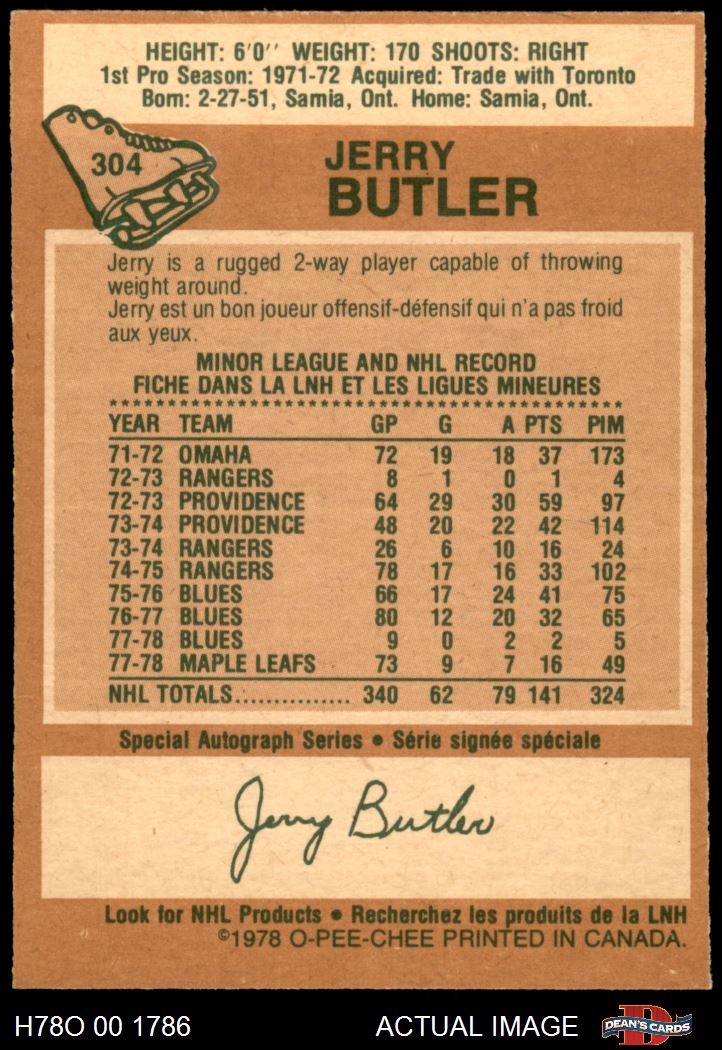 HEIGHT: 6'0'' WEIGHT: 170 SHOOTS: RIGHT
1st Pro Season: 1971-72 Acquired: Trade with Toronto
Born: 2-27-51, Sarnia, Ont. Home: Sarnia, Ont.
304
JERRY
BUTLER
Jerry is a rugged 2-way player capable of throwing
weight around.
Jerry est un bon joueur offensif-défensif qui n'a pas froid
aux yeux.
MINOR LEAGUE AND NHL RECORD
FICHE DANS LA LNH ET LES LIGUES MINEURES
YEAR TEAM GP G A PTS PIM
71-72 OMAHA 72 19 18 37 173
72-73 RANGERS 8 1 0 1 4
72-73 PROVIDENCE 64 29 30 59 97
73-74 PROVIDENCE 48 20 22 42 114
73-74 RANGERS 26 6 10 16 24
74-75 RANGERS 78 17 16 33 102
75-76 BLUES 66 17 24 41 75
76-77 BLUES 80 12 20 32 65
77-78 BLUES 9 0 2 2 5
77-78 MAPLE LEAFS 73 9 7 16 49
NHL TOTALS............... 340 62 79 141 324
Special Autograph Series • Série signée spéciale
Jerry Butler
Look for NHL Products • Recherchez les produits de la LNH
©1978 O-PEE-CHEE PRINTED IN CANADA.
H78O 00 1786 ACTUAL IMAGE D DEAN'S CARDS